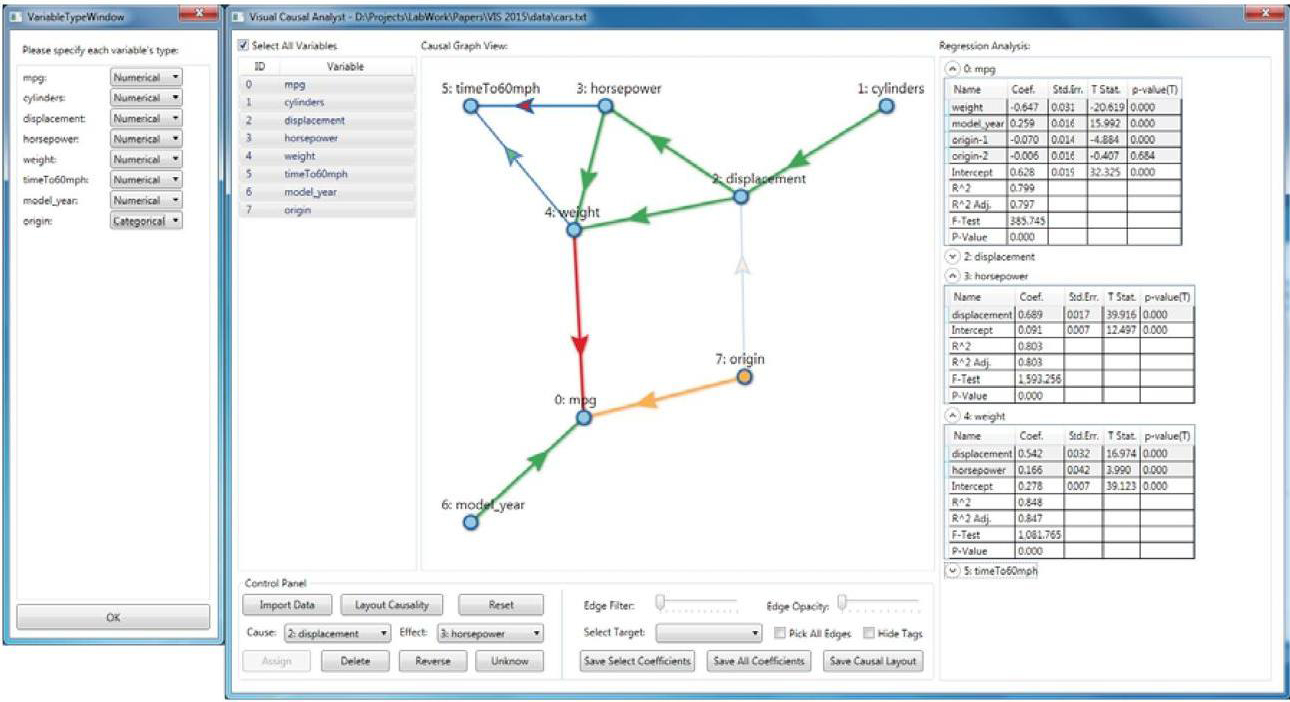 VariableTypeWindow
Please specify each variable's type:
mpg: Numerical
cylinders: Numerical
displacement: Numerical
horsepower: Numerical
weight: Numerical
timeTo60mph: Numerical
model_year: Numerical
origin: Categorical
OK
Visual Causal Analyst - D:\Projects\LabWork\Papers\VIS 2015\data\cars.txt
Select All Variables
ID Variable
0 mpg
1 cylinders
2 displacement
3 horsepower
4 weight
5 timeTo60mph
6 model_year
7 origin
Causal Graph View:
5: timeTo60mph
3: horsepower
1: cylinders
2: displacement
4: weight
7: origin
0: mpg
6: model_year
Regression Analysis:
0: mpg
Name Coef. Std.Err. T Stat. p-value(T)
weight -0.647 0.031 -20.619 0.000
model_year 0.259 0.016 15.992 0.000
origin-1 -0.070 0.014 -4.884 0.000
origin-2 -0.006 0.016 -0.407 0.684
Intercept 0.628 0.019 32.325 0.000
R^2 0.799
R^2 Adj. 0.797
F-Test 385.745
P-Value 0.000
2: displacement
3: horsepower
Name Coef. Std.Err. T Stat. p-value(T)
displacement 0.689 0.017 39.916 0.000
Intercept 0.091 0.007 12.497 0.000
R^2 0.803
R^2 Adj. 0.803
F-Test 1,593.256
P-Value 0.000
4: weight
Name Coef. Std.Err. T Stat. p-value(T)
displacement 0.542 0.032 16.974 0.000
horsepower 0.166 0.042 3.990 0.000
Intercept 0.278 0.007 39.123 0.000
R^2 0.848
R^2 Adj. 0.847
F-Test 1,081.765
P-Value 0.000
5: timeTo60mph
Control Panel
Import Data Layout Causality Reset
Cause: 2: displacement Effect: 3: horsepower
Assign Delete Reverse Unknow
Edge Filter: Edge Opacity:
Select Target: Pick All Edges Hide Tags
Save Select Coefficients Save All Coefficients Save Causal Layout